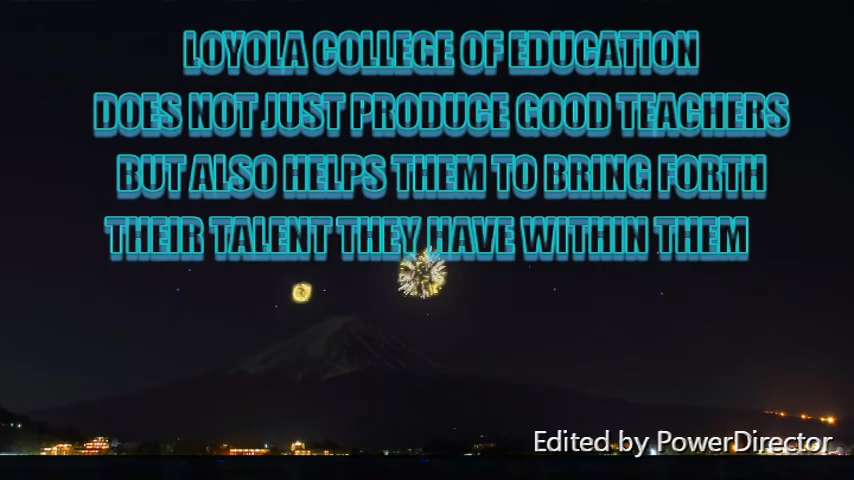 LOYOLA COLLEGE OF EDUCATION
DOES NOT JUST PRODUCE GOOD TEACHERS
BUT ALSO HELPS THEM TO BRING FORTH
THEIR TALENT THEY HAVE WITHIN THEM
Edited by PowerDirector